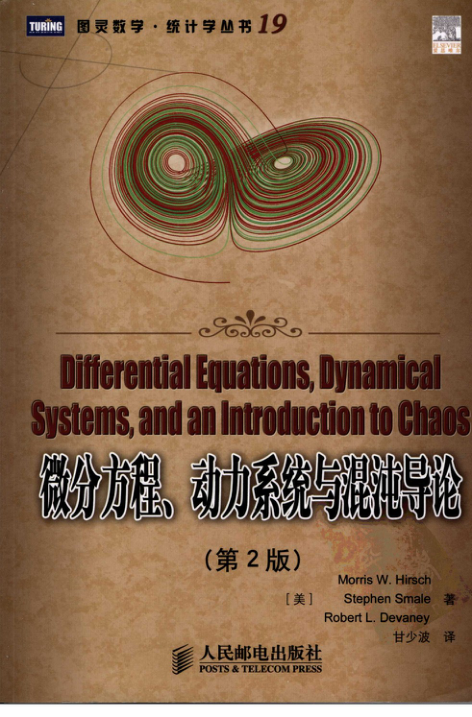 TURING 图灵数学·统计学丛书 19
ELSEVIER
Differential Equations, Dynamical
Systems, and an Introduction to Chaos
微分方程、动力系统与混沌导论
(第2版)
Morris W. Hirsch
[美] Stephen Smale 著
Robert L. Devaney
甘少波 译
人民邮电出版社
POSTS & TELECOM PRESS